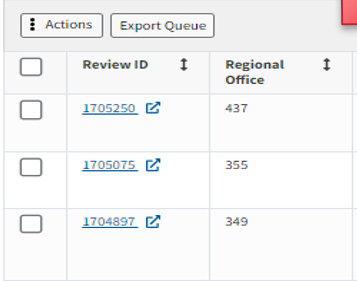 Actions Export Queue
Review ID Regional Office
1705250 437
1705075 355
1704897 349